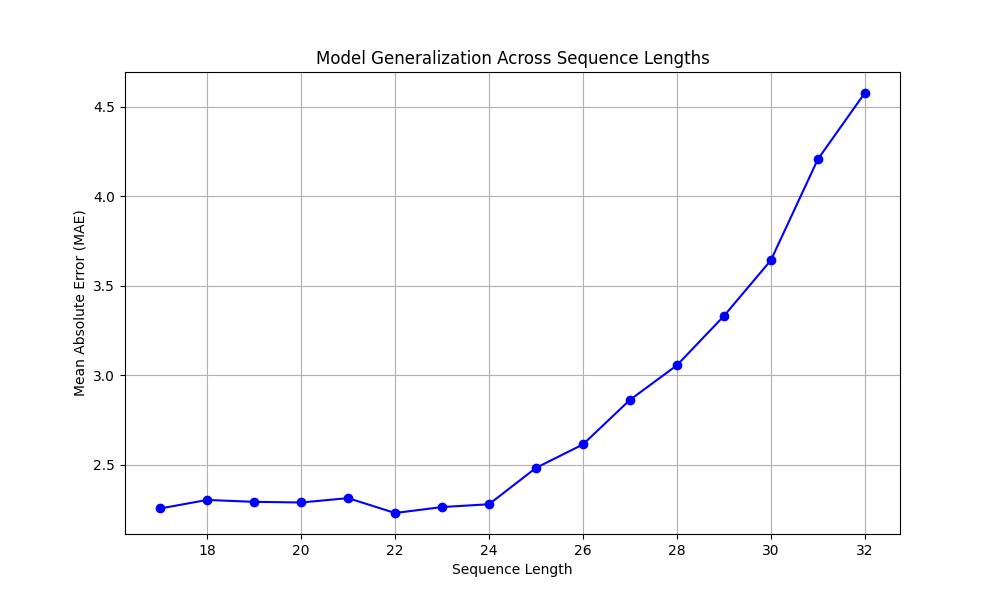 Model Generalization Across Sequence Lengths
Mean Absolute Error (MAE)
4.5
4.0
3.5
3.0
2.5
18 20 22 24 26 28 30 32
Sequence Length